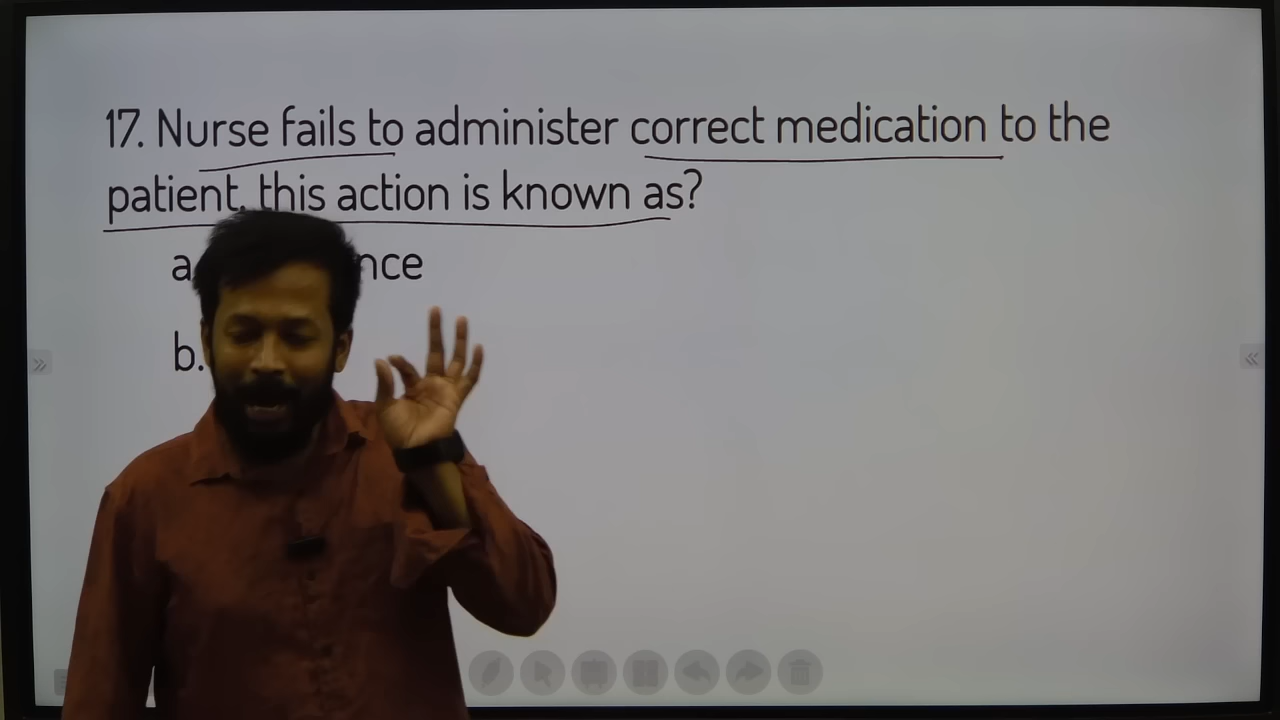 17. Nurse fails to administer correct medication to the
patient. this action is known as?
a nce
b.